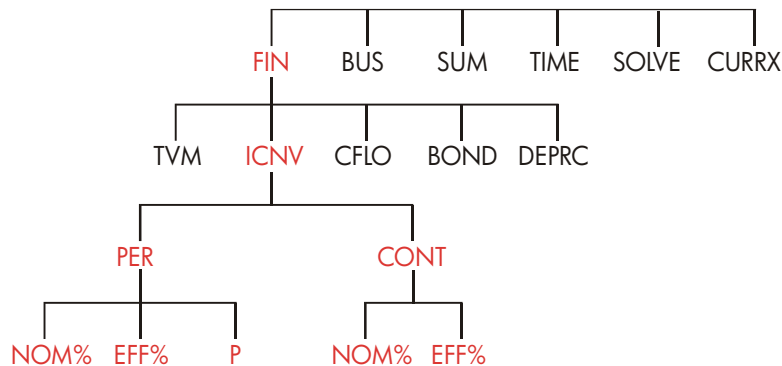 FIN BUS SUM TIME SOLVE CURRX
TVM ICNV CFLO BOND DEPRC
PER CONT
NOM% EFF% P NOM% EFF%